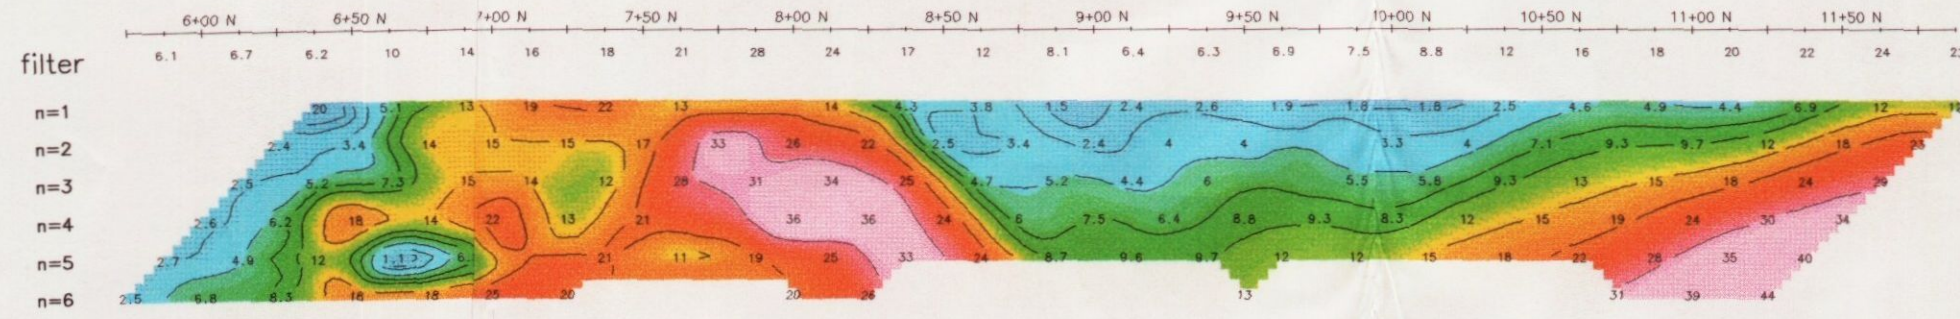 6+00 N 6+50 N 7+00 N 7+50 N 8+00 N 8+50 N 9+00 N 9+50 N 10+00 N 10+50 N 11+00 N 11+50 N
filter 6.1 6.7 6.2 10 14 16 18 21 28 24 17 12 8.1 6.4 6.3 6.9 7.5 8.8 12 16 18 20 22 24
n=1 20 5.1 13 19 22 13 14 4.3 3.8 1.5 2.4 2.6 1.9 1.8 1.8 2.5 4.6 4.9 4.4 6.9 12
n=2 2.4 3.4 14 15 15 17 33 26 22 2.5 3.4 2.4 4 4 3.3 4 7.1 9.3 9.7 12 18 23
n=3 2.5 5.2 7.3 15 14 12 28 31 34 25 4.7 5.2 4.4 6 5.5 5.8 9.3 13 15 18 24 29
n=4 2.6 6.2 18 14 22 13 21 36 36 24 6 7.5 6.4 8.8 9.3 8.3 12 15 19 24 30 34
n=5 2.7 4.9 12 1.1 21 11 19 25 33 24 8.7 9.6 9.7 12 12 15 18 22 28 35 40
n=6 2.5 6.8 8.3 16 18 25 20 20 26 13 31 39 44